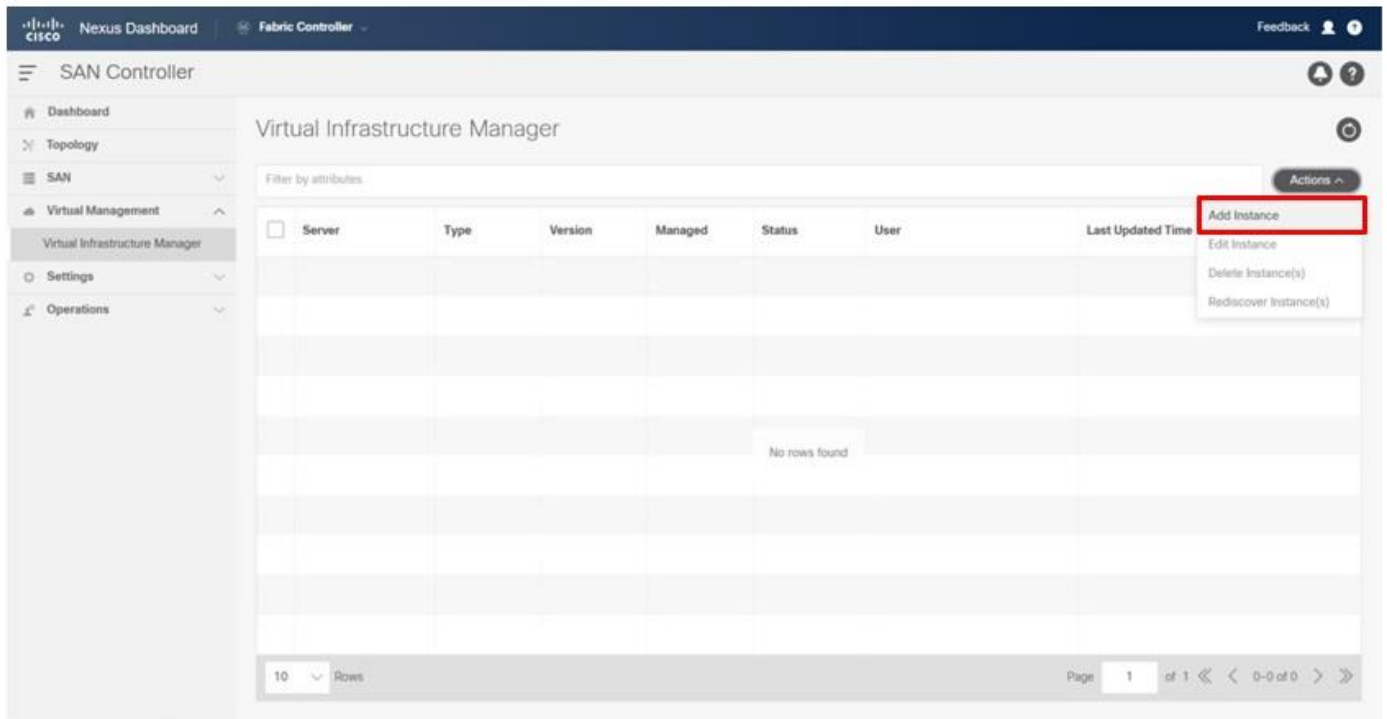 cisco Nexus Dashboard Fabric Controller Feedback
SAN Controller
Dashboard
Topology
SAN
Virtual Management
Virtual Infrastructure Manager
Settings
Operations
Virtual Infrastructure Manager
Filter by attributes
Actions
Add Instance
Edit Instance
Delete Instance(s)
Rediscover Instance(s)
Server Type Version Managed Status User Last Updated Time
No rows found
10 Rows Page 1 of 1 0-0 of 0